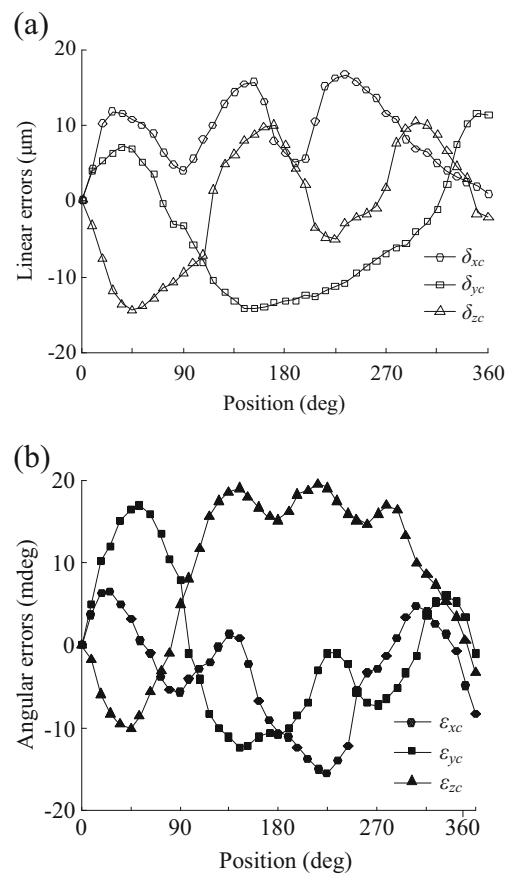 (a)
20
10
0
-10
-20
Linear errors (μm)
δxc
δyc
δzc
0 90 180 270 360
Position (deg)
(b)
20
10
0
-10
-20
Angular errors (mdeg)
εxc
εyc
εzc
0 90 180 270 360
Position (deg)